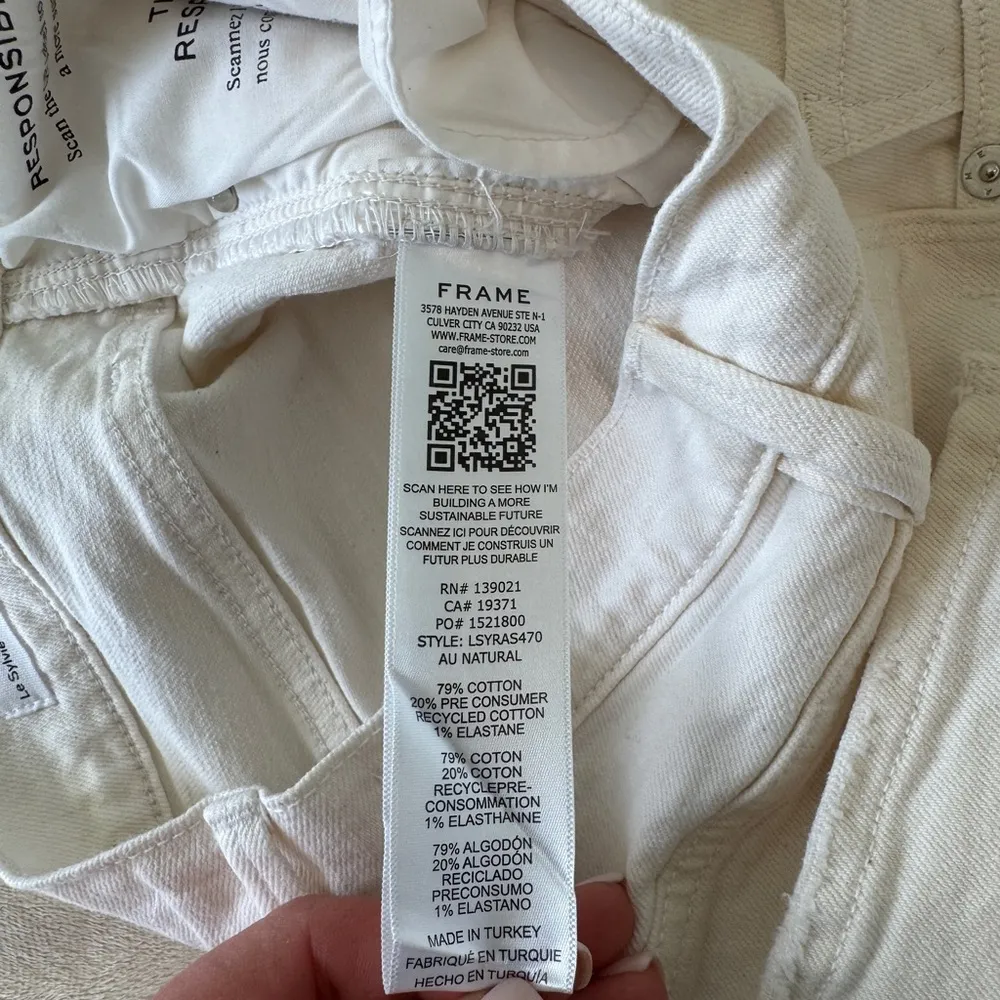 RESPONSIB
Scan the
a more
TH
RES
Scannez
nous co
FRAME
3578 HAYDEN AVENUE STE N-1
CULVER CITY CA 90232 USA
WWW.FRAME-STORE.COM
care@frame-store.com
SCAN HERE TO SEE HOW I'M
BUILDING A MORE
SUSTAINABLE FUTURE
SCANNEZ ICI POUR DÉCOUVRIR
COMMENT JE CONSTRUIS UN
FUTUR PLUS DURABLE
RN# 139021
CA# 19371
PO# 1521800
STYLE: LSYRAS470
AU NATURAL
79% COTTON
20% PRE CONSUMER
RECYCLED COTTON
1% ELASTANE
79% COTON
20% COTON
RECYCLEPRE-
CONSOMMATION
1% ELASTHANNE
79% ALGODÓN
20% ALGODÓN
RECICLADO
PRECONSUMO
1% ELASTANO
MADE IN TURKEY
FABRIQUÉ EN TURQUIE
HECHO EN TURQUÍA
Le Sylvie